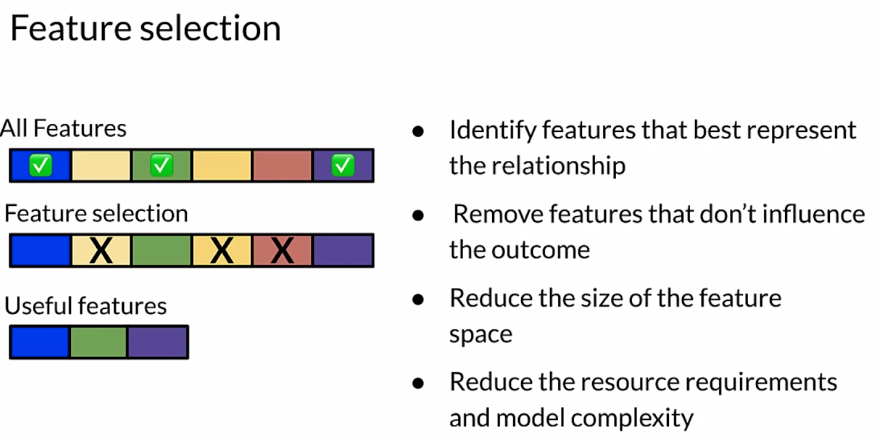 Feature selection
All Features
Feature selection
X X X
Useful features
● Identify features that best represent
the relationship
● Remove features that don't influence
the outcome
● Reduce the size of the feature
space
● Reduce the resource requirements
and model complexity